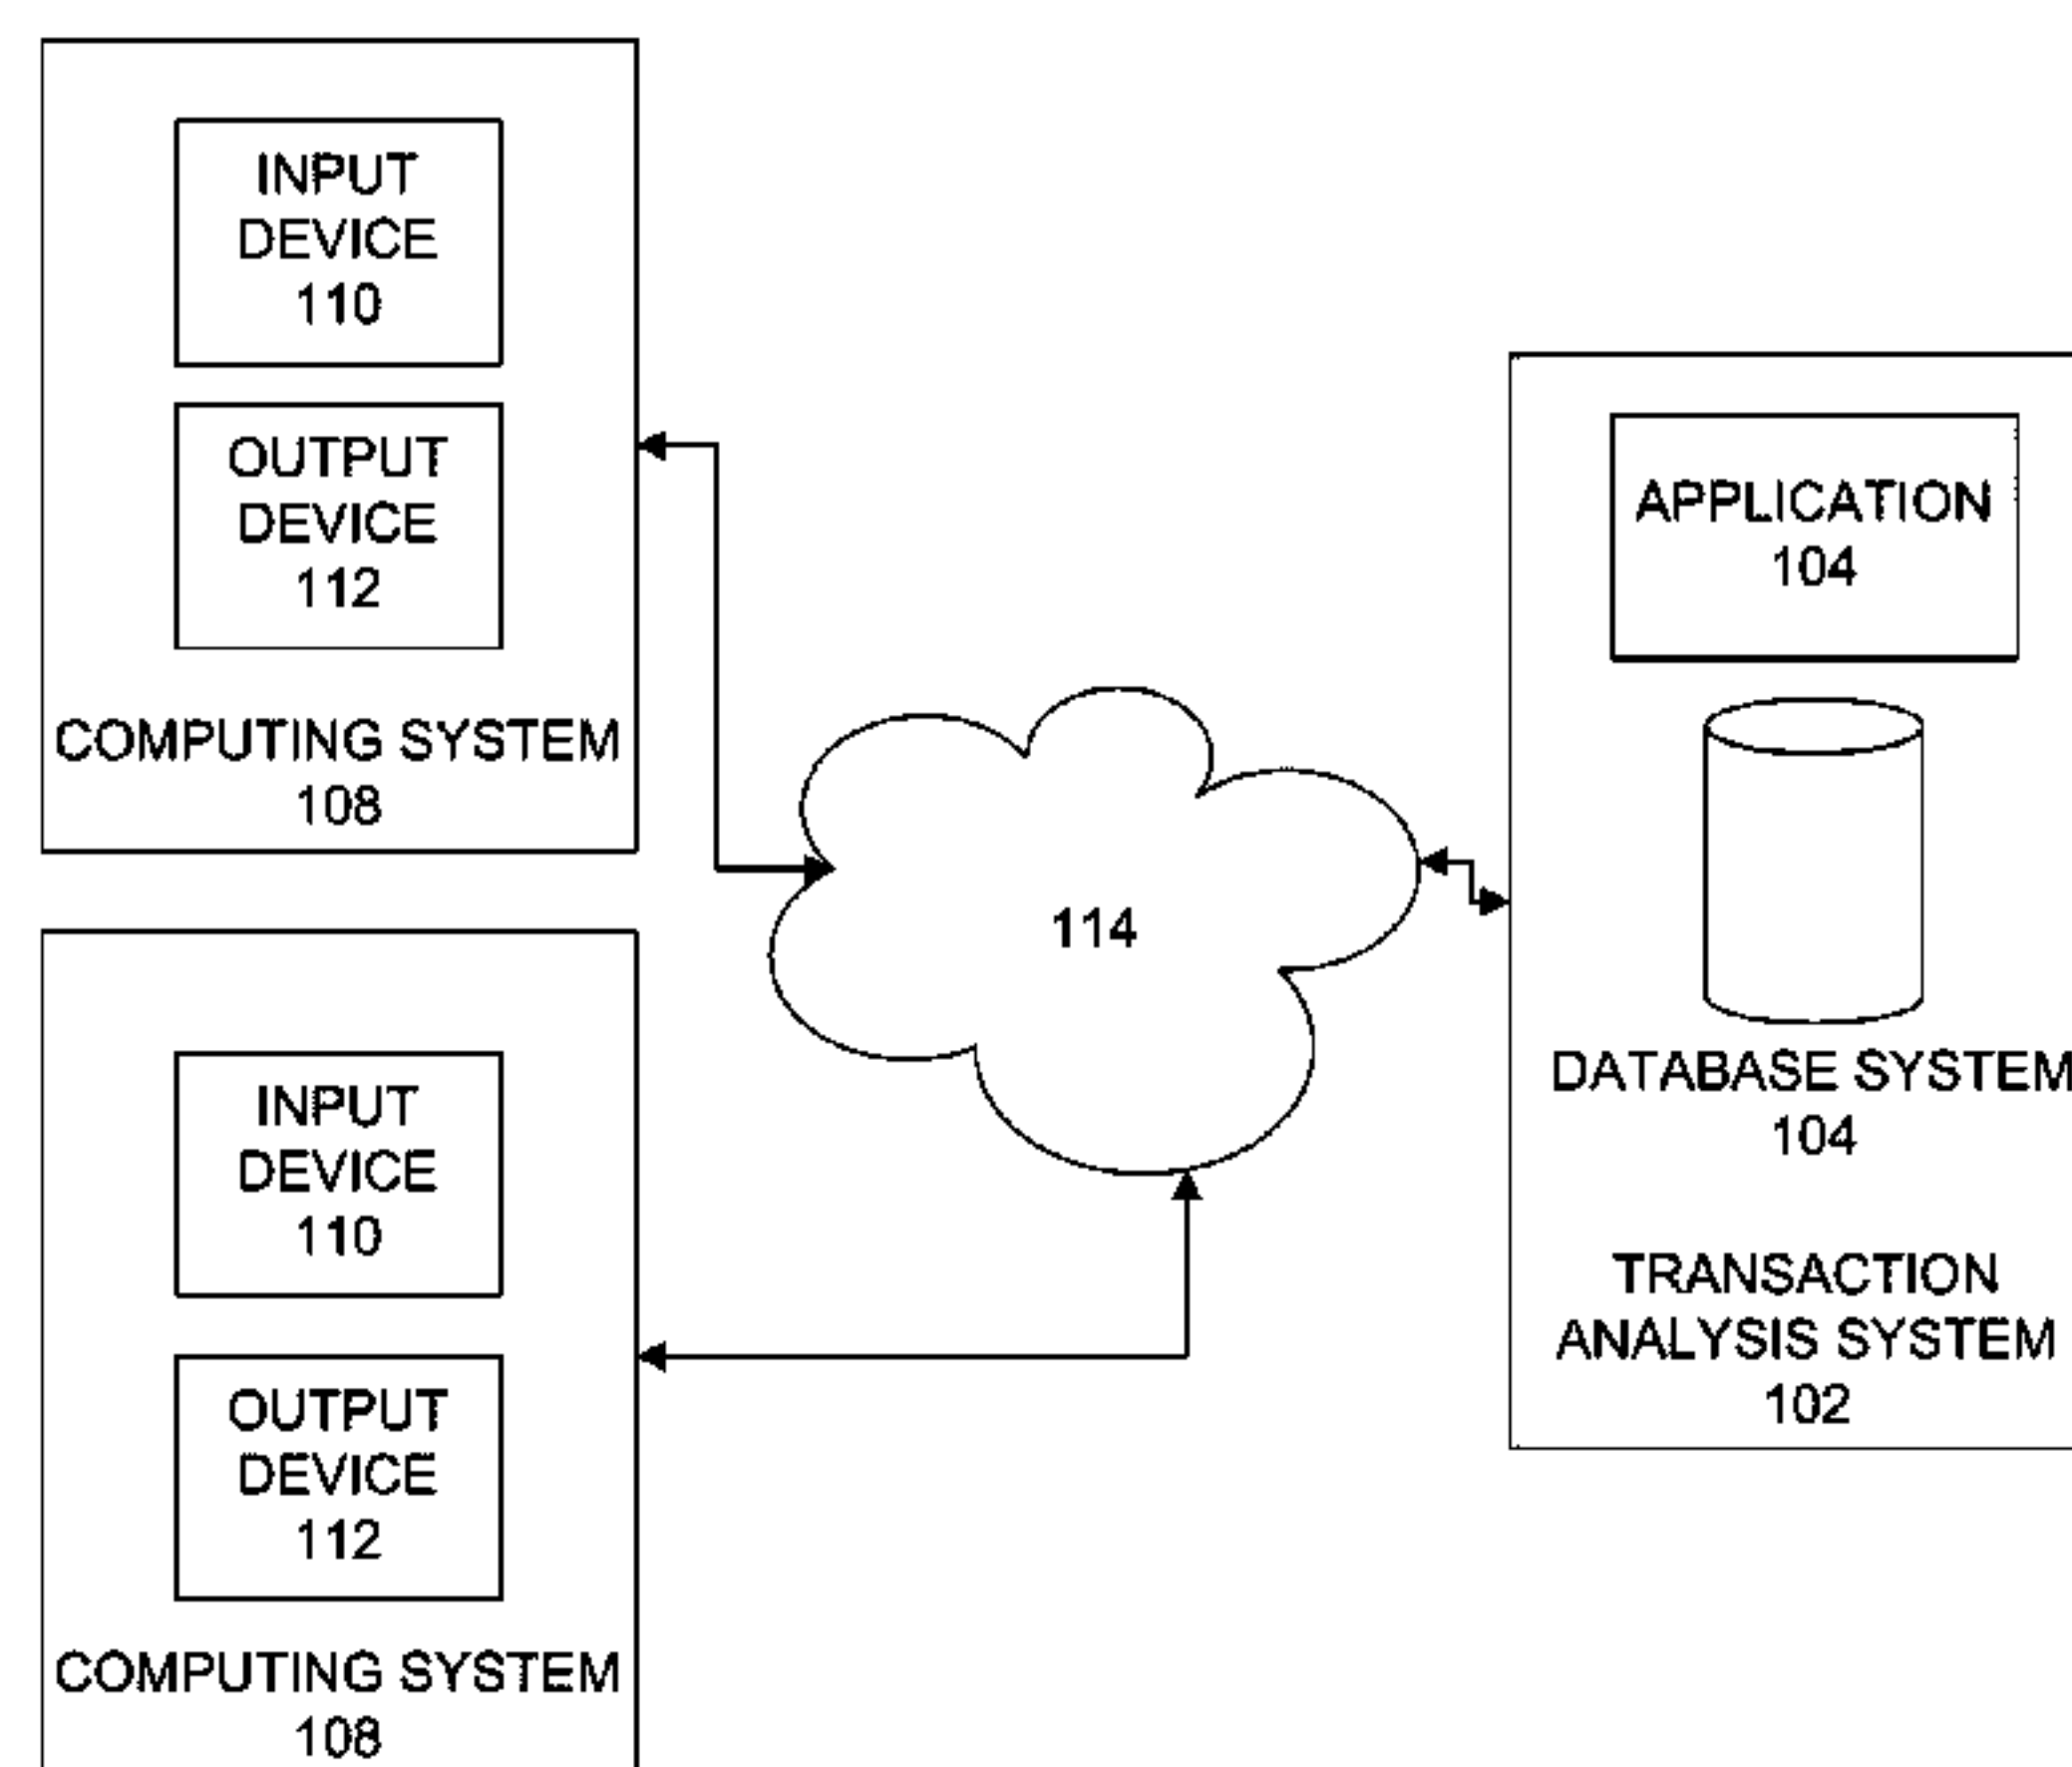 INPUT
DEVICE
110
OUTPUT
DEVICE
112
COMPUTING SYSTEM
108
INPUT
DEVICE
110
OUTPUT
DEVICE
112
COMPUTING SYSTEM
108
114
APPLICATION
104
DATABASE SYSTEM
104
TRANSACTION
ANALYSIS SYSTEM
102